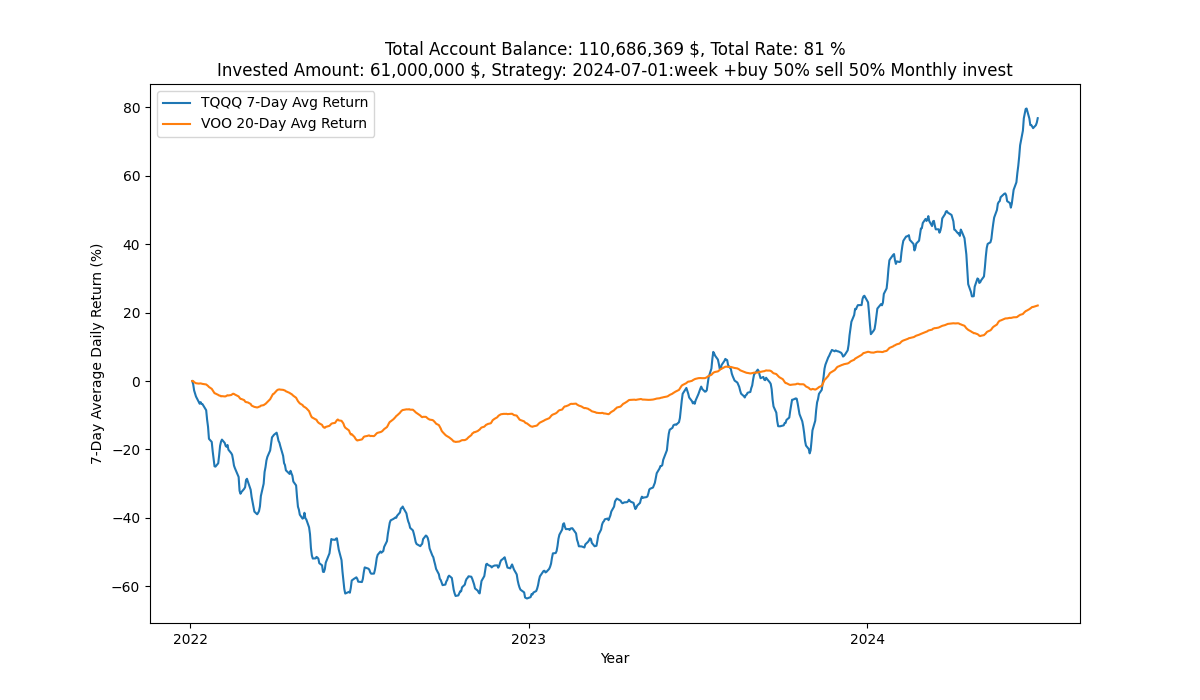 Total Account Balance: 110,686,369 $, Total Rate: 81 %
Invested Amount: 61,000,000 $, Strategy: 2024-07-01:week +buy 50% sell 50% Monthly invest
TQQQ 7-Day Avg Return
VOO 20-Day Avg Return
7-Day Average Daily Return (%)
80
60
40
20
0
−20
−40
−60
2022
2023
2024
Year